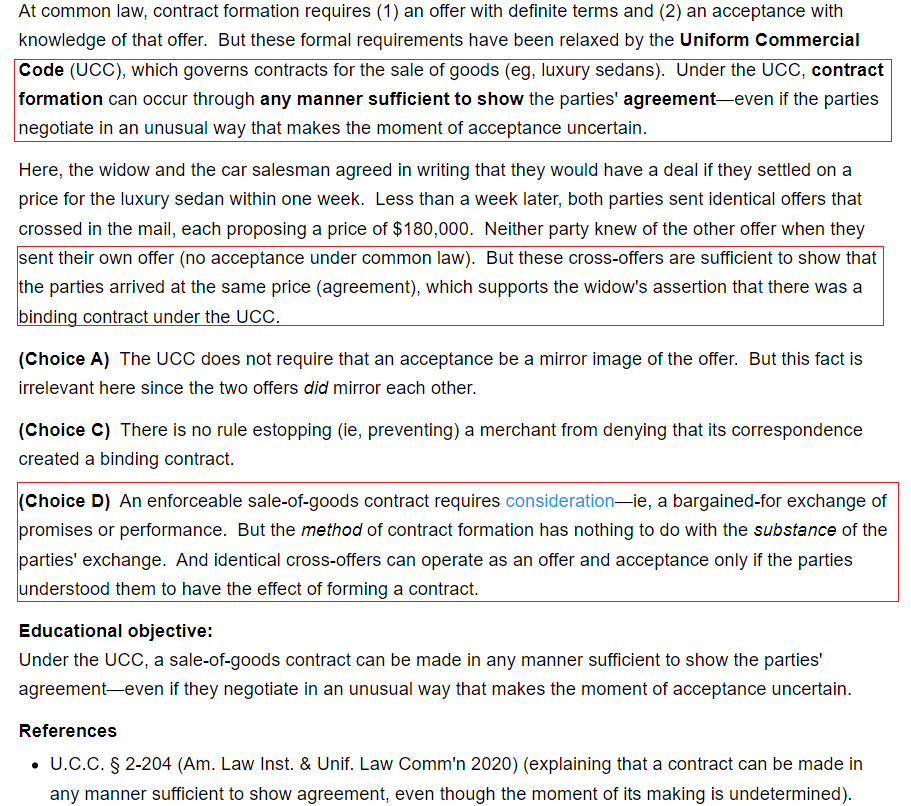 At common law, contract formation requires (1) an offer with definite terms and (2) an acceptance with
knowledge of that offer.  But these formal requirements have been relaxed by the Uniform Commercial
Code (UCC), which governs contracts for the sale of goods (eg, luxury sedans).  Under the UCC, contract
formation can occur through any manner sufficient to show the parties' agreement—even if the parties
negotiate in an unusual way that makes the moment of acceptance uncertain.
Here, the widow and the car salesman agreed in writing that they would have a deal if they settled on a
price for the luxury sedan within one week.  Less than a week later, both parties sent identical offers that
crossed in the mail, each proposing a price of $180,000.  Neither party knew of the other offer when they
sent their own offer (no acceptance under common law).  But these cross-offers are sufficient to show that
the parties arrived at the same price (agreement), which supports the widow's assertion that there was a
binding contract under the UCC.
(Choice A)  The UCC does not require that an acceptance be a mirror image of the offer.  But this fact is
irrelevant here since the two offers did mirror each other.
(Choice C)  There is no rule estopping (ie, preventing) a merchant from denying that its correspondence
created a binding contract.
(Choice D)  An enforceable sale-of-goods contract requires consideration—ie, a bargained-for exchange of
promises or performance.  But the method of contract formation has nothing to do with the substance of the
parties' exchange.  And identical cross-offers can operate as an offer and acceptance only if the parties
understood them to have the effect of forming a contract.
Educational objective:
Under the UCC, a sale-of-goods contract can be made in any manner sufficient to show the parties'
agreement—even if they negotiate in an unusual way that makes the moment of acceptance uncertain.
References
• U.C.C. § 2-204 (Am. Law Inst. & Unif. Law Comm'n 2020) (explaining that a contract can be made in
any manner sufficient to show agreement, even though the moment of its making is undetermined).